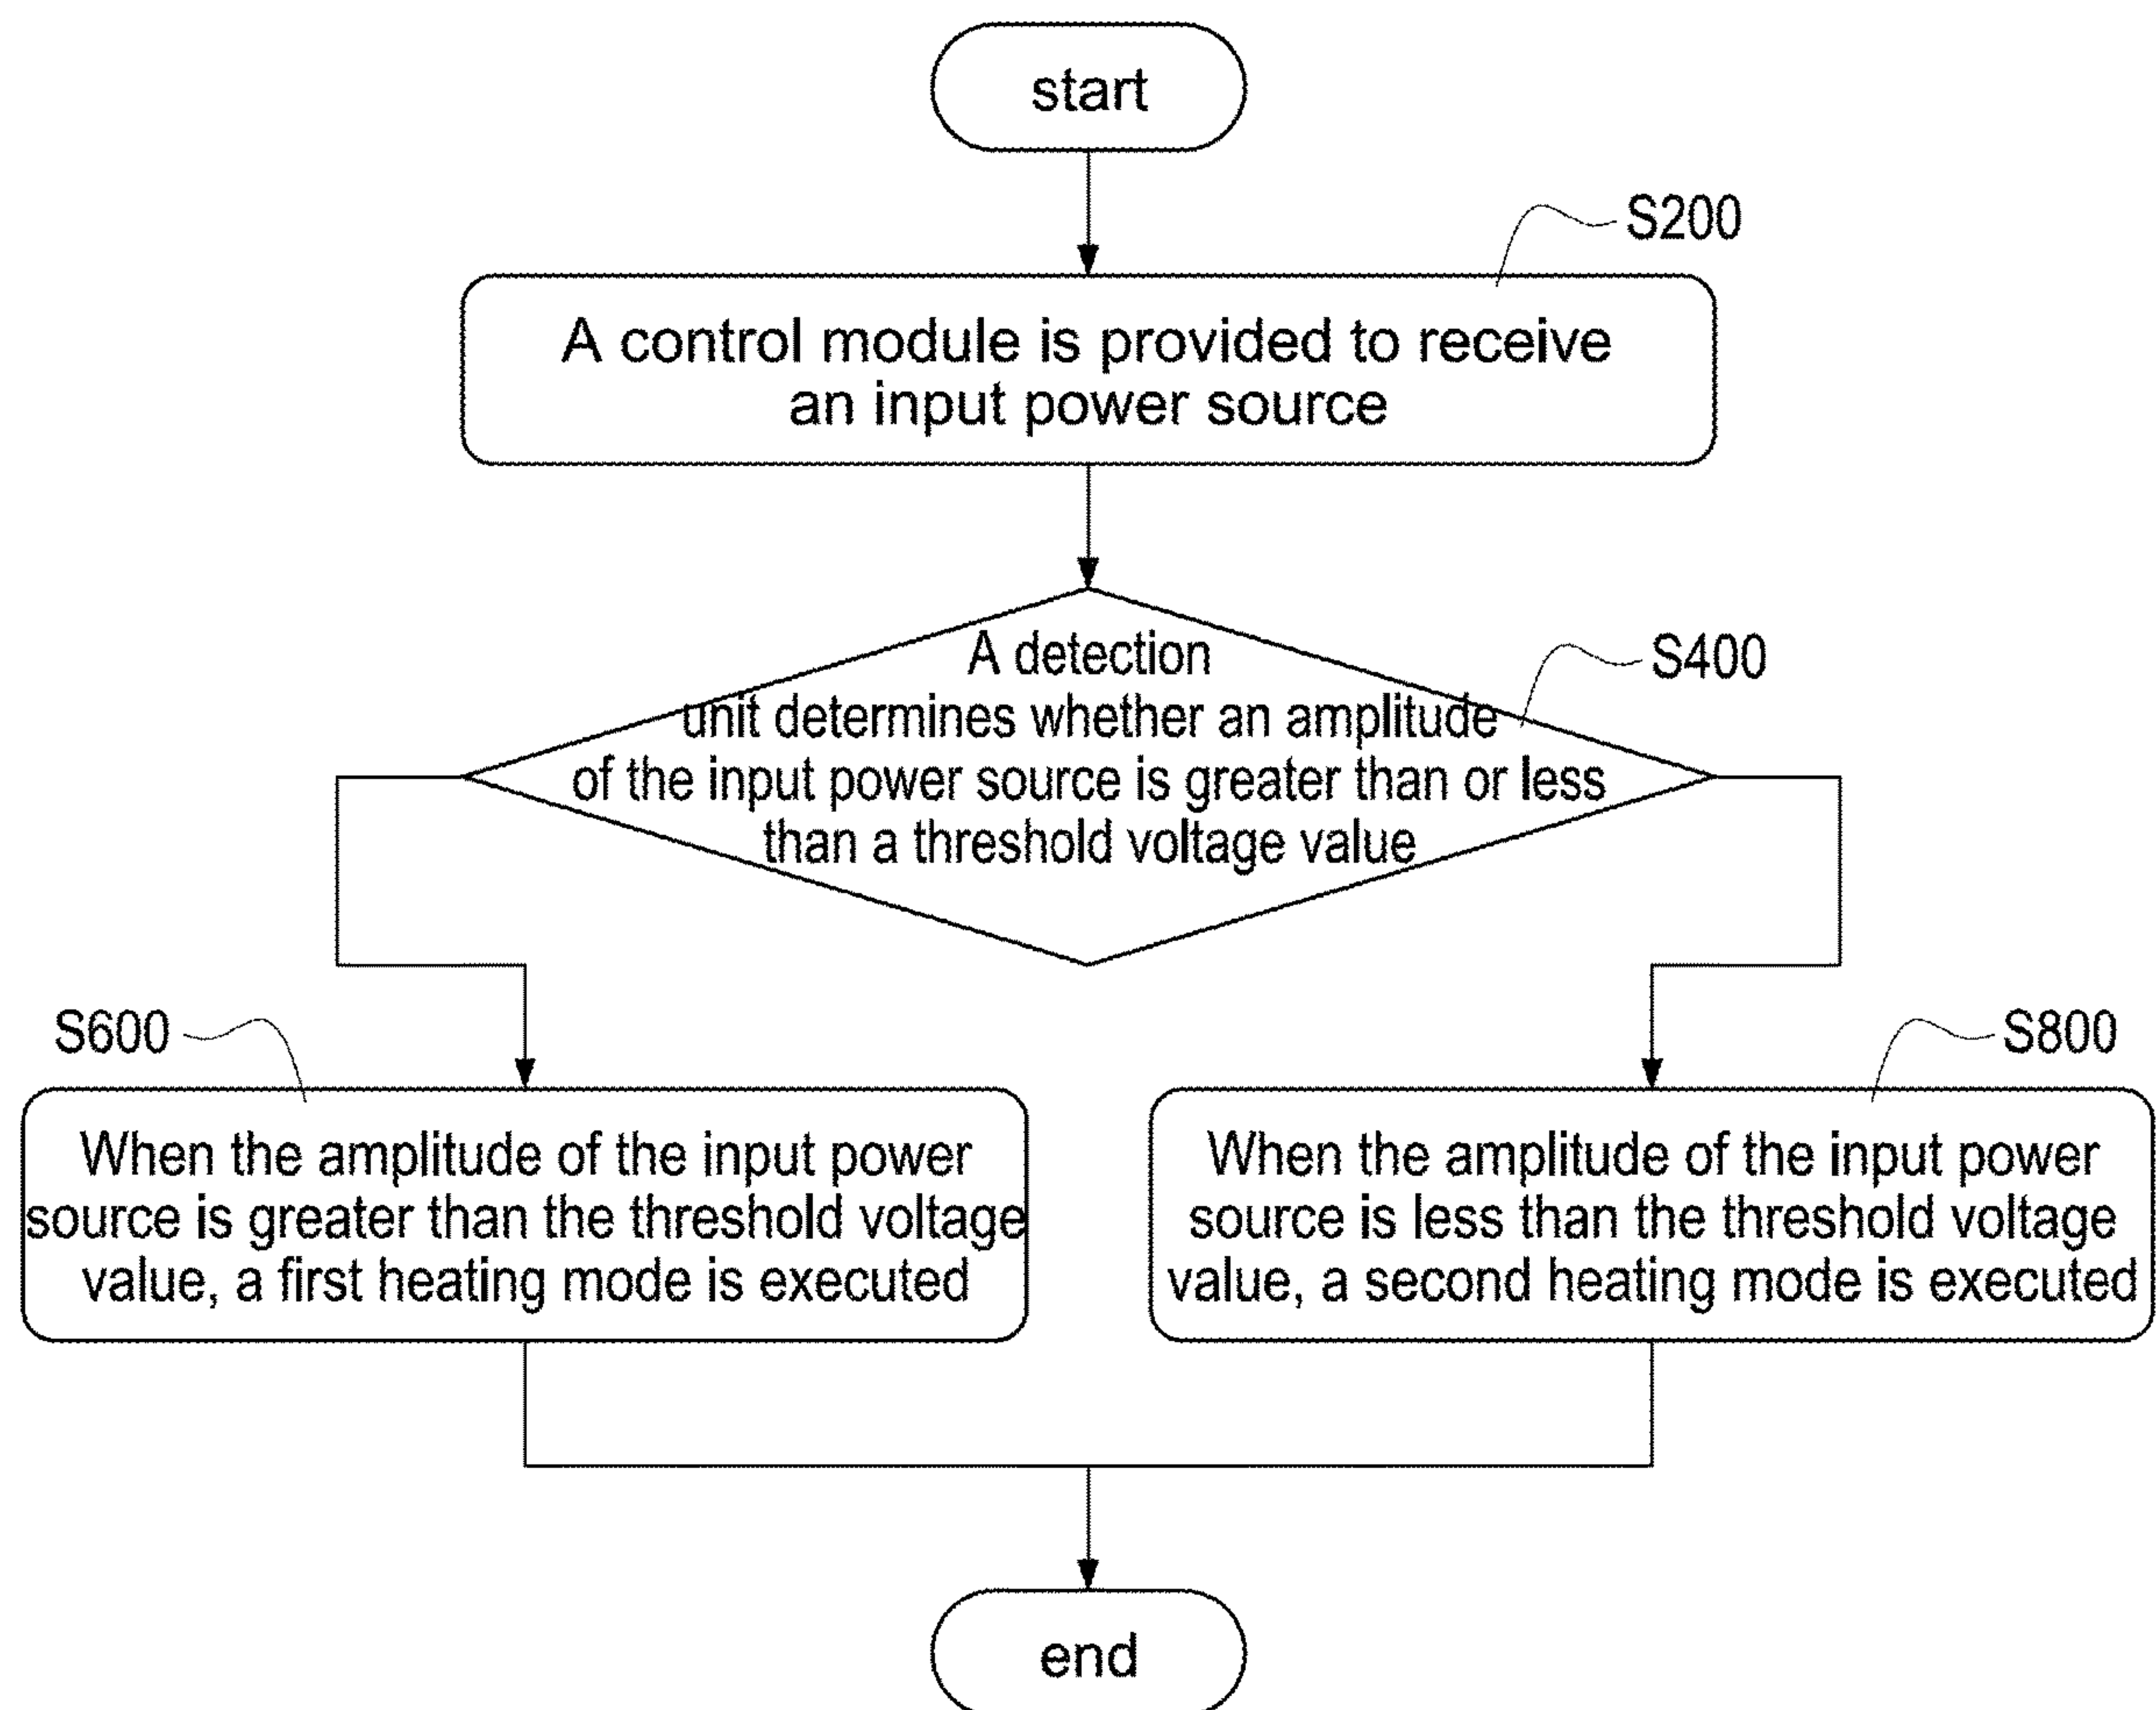 start
S200
A control module is provided to receive
an input power source
A detection
S400
unit determines whether an amplitude
of the input power source is greater than or less
than a threshold voltage value
S600
When the amplitude of the input power
source is greater than the threshold voltage
value, a first heating mode is executed
S800
When the amplitude of the input power
source is less than the threshold voltage
value, a second heating mode is executed
end